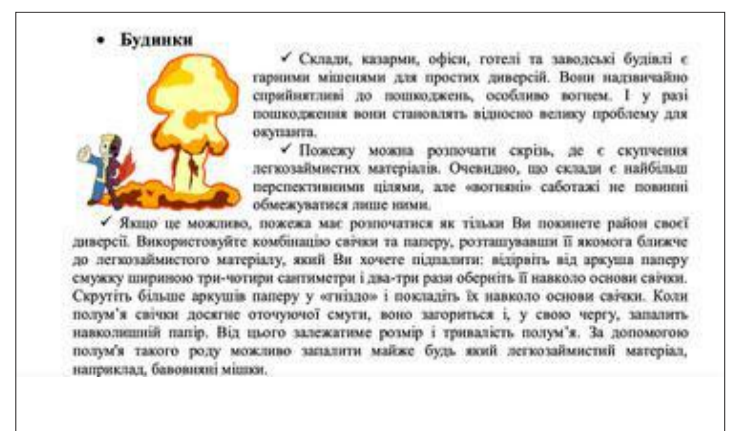 • Будинки
✓ Склади, казарми, офіси, готелі та заводські будівлі є
гарними мішенями для простих диверсій. Вони надзвичайно
сприйнятливі до пошкоджень, особливо вогнем. І у разі
пошкодження вони становлять відносно велику проблему для
окупанта.
✓ Пожежу можна розпочати скрізь, де є скупчення
легкозаймистих матеріалів. Очевидно, що склади є найбільш
перспективними цілями, але «вогняні» саботажі не повинні
обмежуватися лише ними.
✓ Якщо це можливо, пожежа має розпочатися як тільки Ви покинете район своєї
диверсії. Використовуйте комбінацію свічки та паперу, розташувавши її якомога ближче
до легкозаймистого матеріалу, який Ви хочете підпалити: відірвіть від аркуша паперу
смужку шириною три-чотири сантиметри і два-три рази оберніть її навколо основи свічки.
Скрутіть більше аркушів паперу у «гніздо» і покладіть їх навколо основи свічки. Коли
полум’я свічки досягне оточуючої смуги, воно загориться і, у свою чергу, запалить
навколишній папір. Від цього залежатиме розмір і тривалість полум’я. За допомогою
полум'я такого роду можливо запалити майже будь який легкозаймистий матеріал,
наприклад, бавовняні мішки.